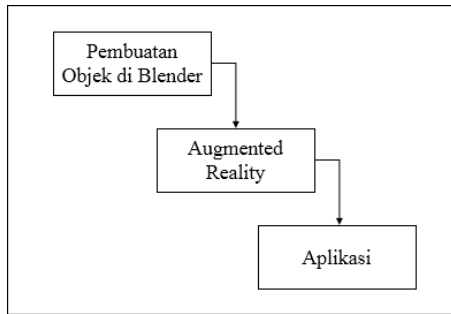 Pembuatan
Objek di Blender
Augmented
Reality
Aplikasi